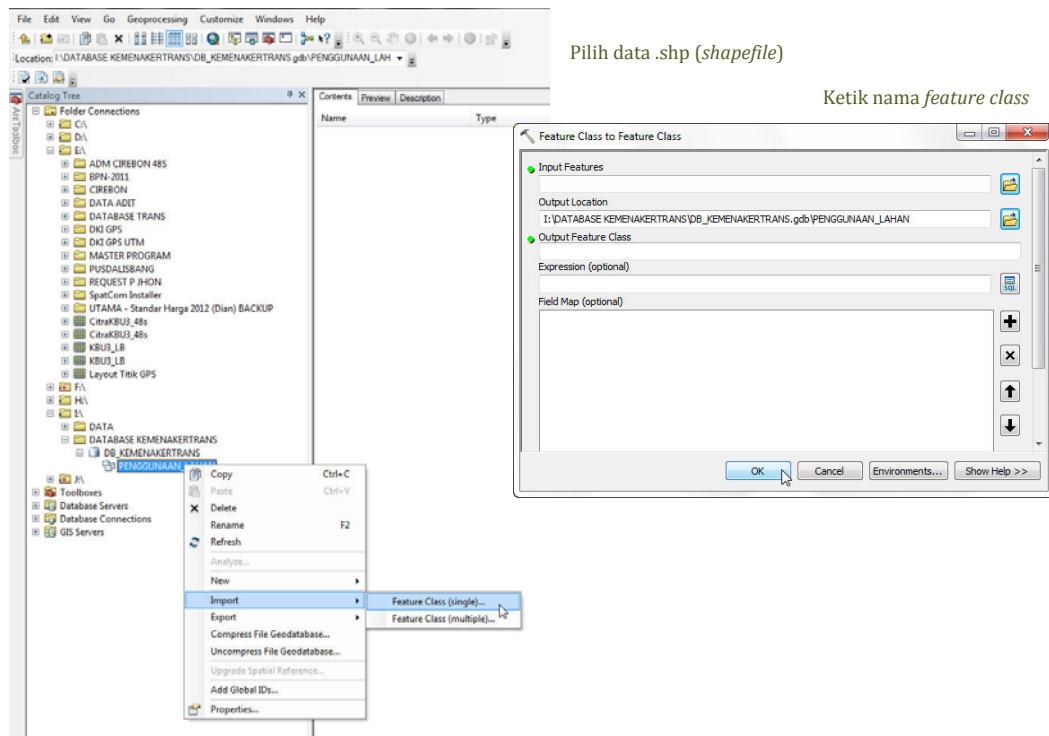 File Edit View Go Geoprocessing Customize Windows Help
Location: I:\DATABASE KEMENAKERTRANS\DB_KEMENAKERTRANS.gdb\PENGGUNAAN_LAH
Pilih data .shp (shapefile)
Ketik nama feature class
Catalog Tree
ArcToolbox
Folder Connections
C:\
D:\
E:\
ADM CIREBON 48S
BPN-2011
CIREBON
DATA ADIT
DATABASE TRANS
DKI GPS
DKI GPS UTM
MASTER PROGRAM
PUSDALISBANG
REQUEST P JHON
SpatCom Installer
UTAMA - Standar Harga 2012 (Dian) BACKUP
CitraKBU3_48s
CitraKBU3_48s
KBU3_LB
KBU3_LB
Layout Titik GPS
F:\
H:\
I:\
DATA
DATABASE KEMENAKERTRANS
DB_KEMENAKERTRANS
PENGGUNAAN_LAHAN
J:\
Toolboxes
Database Servers
Database Connections
GIS Servers
Contents Preview Description
Name Type
Copy Ctrl+C
Paste Ctrl+V
Delete
Rename F2
Refresh
Analyze...
New
Import
Export
Compress File Geodatabase...
Uncompress File Geodatabase...
Upgrade Spatial Reference...
Add Global IDs...
Properties...
Feature Class (single)...
Feature Class (multiple)...
Feature Class to Feature Class
Input Features
Output Location
I:\DATABASE KEMENAKERTRANS\DB_KEMENAKERTRANS.gdb\PENGGUNAAN_LAHAN
Output Feature Class
Expression (optional)
SQL
Field Map (optional)
OK Cancel Environments... Show Help >>